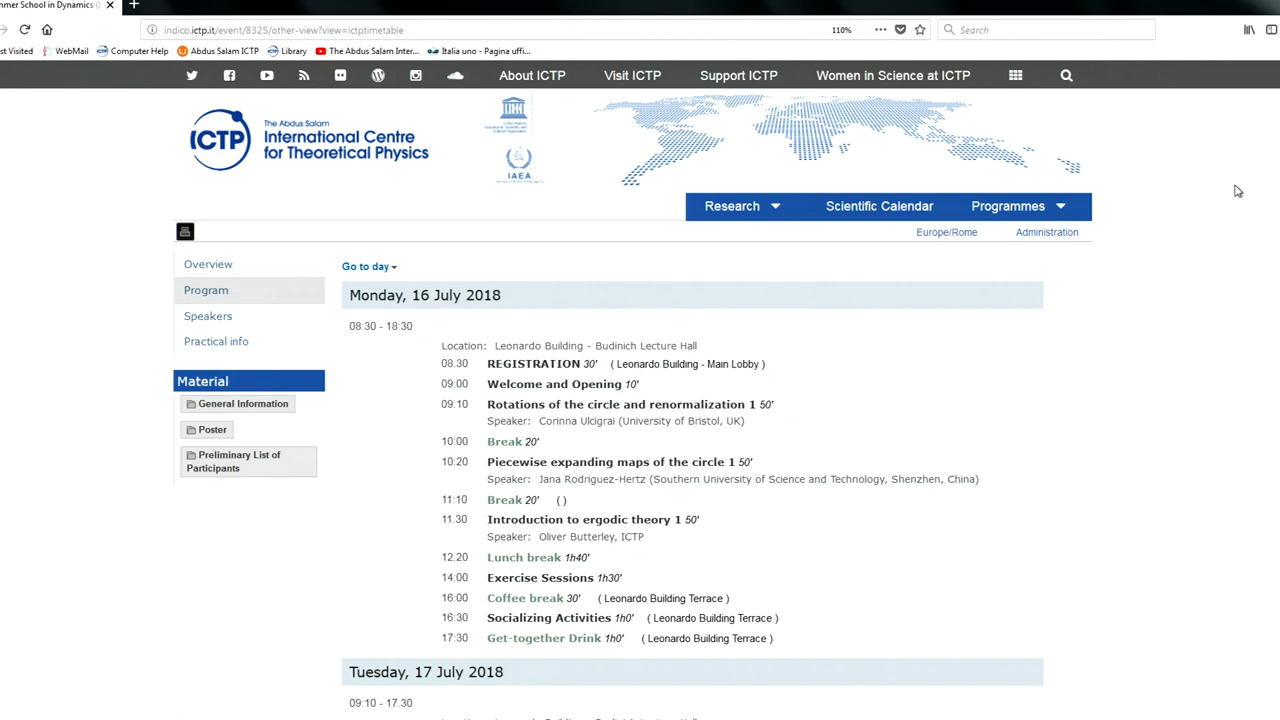 mmer School in Dynamics (
indico.ictp.it/event/8325/other-view?view=ictptimetable
110%
Search
st Visited
WebMail
Computer Help
Abdus Salam ICTP
Library
The Abdus Salam Inter...
Italia uno - Pagina uffi...
About ICTP
Visit ICTP
Support ICTP
Women in Science at ICTP
ICTP
The Abdus Salam
International Centre
for Theoretical Physics
IAEA
Research
Scientific Calendar
Programmes
Europe/Rome
Administration
Overview
Program
Speakers
Practical info
Material
General Information
Poster
Preliminary List of
Participants
Go to day
Monday, 16 July 2018
08:30 - 18:30
Location: Leonardo Building - Budinich Lecture Hall
08.30 REGISTRATION 30' ( Leonardo Building - Main Lobby )
09:00 Welcome and Opening 10'
09.10 Rotations of the circle and renormalization 1 50'
Speaker: Corinna Ulcigrai (University of Bristol, UK)
10:00 Break 20'
10:20 Piecewise expanding maps of the circle 1 50'
Speaker: Jana Rodriguez-Hertz (Southern University of Science and Technology, Shenzhen, China)
11:10 Break 20' ( )
11.30 Introduction to ergodic theory 1 50'
Speaker: Oliver Butterley, ICTP
12.20 Lunch break 1h40'
14:00 Exercise Sessions 1h30'
16:00 Coffee break 30' ( Leonardo Building Terrace )
16:30 Socializing Activities 1h0' ( Leonardo Building Terrace )
17:30 Get-together Drink 1h0' ( Leonardo Building Terrace )
Tuesday, 17 July 2018
09:10 - 17.30